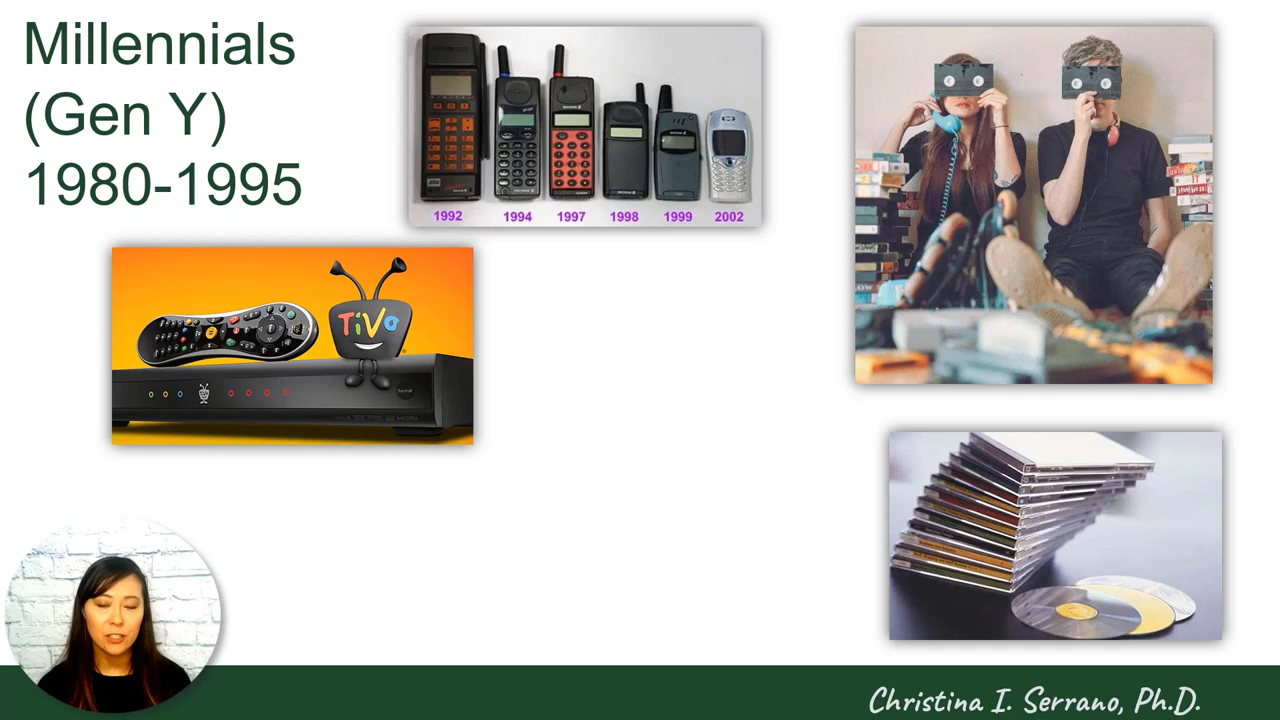 Millennials
(Gen Y)
1980-1995
1992 1994 1997 1998 1999 2002
TiVo
Christina I. Serrano, Ph.D.